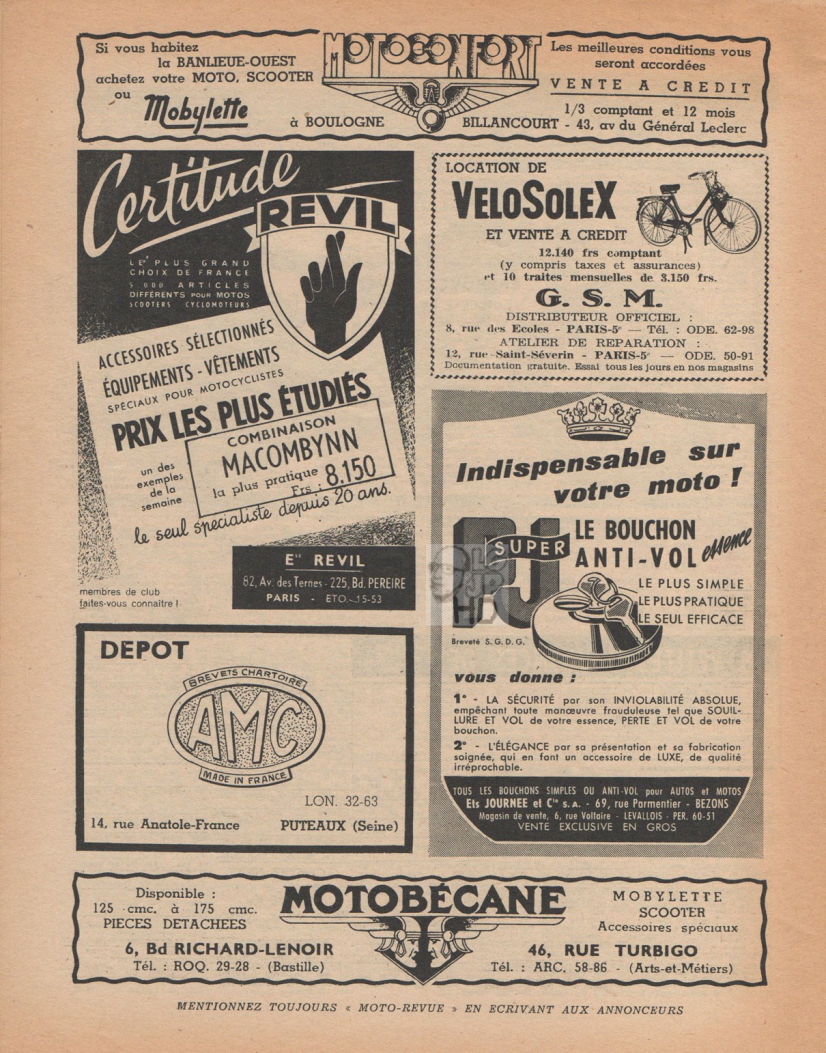 Si vous habitez
la BANLIEUE-OUEST
achetez votre MOTO, SCOOTER
ou Mobylette
MOTOCONFORT
à BOULOGNE BILLANCOURT - 43, av du Général Leclerc
Les meilleures conditions vous
seront accordées
VENTE A CREDIT
1/3 comptant et 12 mois
Certitude
REVIL
LE PLUS GRAND
CHOIX DE FRANCE
5.000 ARTICLES
DIFFÉRENTS POUR MOTOS
SCOOTERS CYCLOMOTEURS
ACCESSOIRES SÉLECTIONNÉS
ÉQUIPEMENTS - VÊTEMENTS
SPÉCIAUX POUR MOTOCYCLISTES
PRIX LES PLUS ÉTUDIÉS
un des
exemples
de la
semaine
COMBINAISON
MACOMBYNN
la plus pratique
Frs : 8.150
le seul spécialiste depuis 20 ans.
Ets REVIL
82, Av. des Ternes - 225, Bd. PEREIRE
PARIS - ETO. 15-53
membres de club
faites-vous connaitre !
LOCATION DE
VELOSOLEX
ET VENTE A CREDIT
12.140 frs comptant
(y compris taxes et assurances)
et 10 traites mensuelles de 3.150 frs.
G. S. M.
DISTRIBUTEUR OFFICIEL :
8, rue des Ecoles - PARIS-5e — Tél. : ODE. 62-98
ATELIER DE REPARATION :
12, rue Saint-Séverin - PARIS-5e — ODE. 50-91
Documentation gratuite. Essai tous les jours en nos magasins
Indispensable sur
votre moto !
PJ
SUPER
LE BOUCHON
ANTI-VOL essence
LE PLUS SIMPLE
LE PLUS PRATIQUE
LE SEUL EFFICACE
Breveté S.G.D.G.
vous donne :
1° - LA SÉCURITÉ par son INVIOLABILITÉ ABSOLUE,
empêchant toute manœuvre frauduleuse tel que SOUIL-
LURE ET VOL de votre essence, PERTE ET VOL de votre
bouchon.
2° - L'ÉLÉGANCE par sa présentation et sa fabrication
soignée, qui en font un accessoire de LUXE, de qualité
irréprochable.
TOUS LES BOUCHONS SIMPLES OU ANTI-VOL pour AUTOS et MOTOS
Ets JOURNEE et Cie s.a. - 69, rue Parmentier - BEZONS
Magasin de vente, 6, rue Voltaire - LEVALLOIS - PER. 60-51
VENTE EXCLUSIVE EN GROS
DEPOT
BREVETS CHARTOIRE
AMC
MADE IN FRANCE
LON. 32-63
14, rue Anatole-France PUTEAUX (Seine)
Disponible :
125 cmc. à 175 cmc.
PIECES DETACHEES
6, Bd RICHARD-LENOIR
Tél. : ROQ. 29-28 - (Bastille)
MOTOBÉCANE
MOBYLETTE
SCOOTER
Accessoires spéciaux
46, RUE TURBIGO
Tél. : ARC. 58-86 - (Arts-et-Métiers)
MENTIONNEZ TOUJOURS « MOTO-REVUE » EN ECRIVANT AUX ANNONCEURS